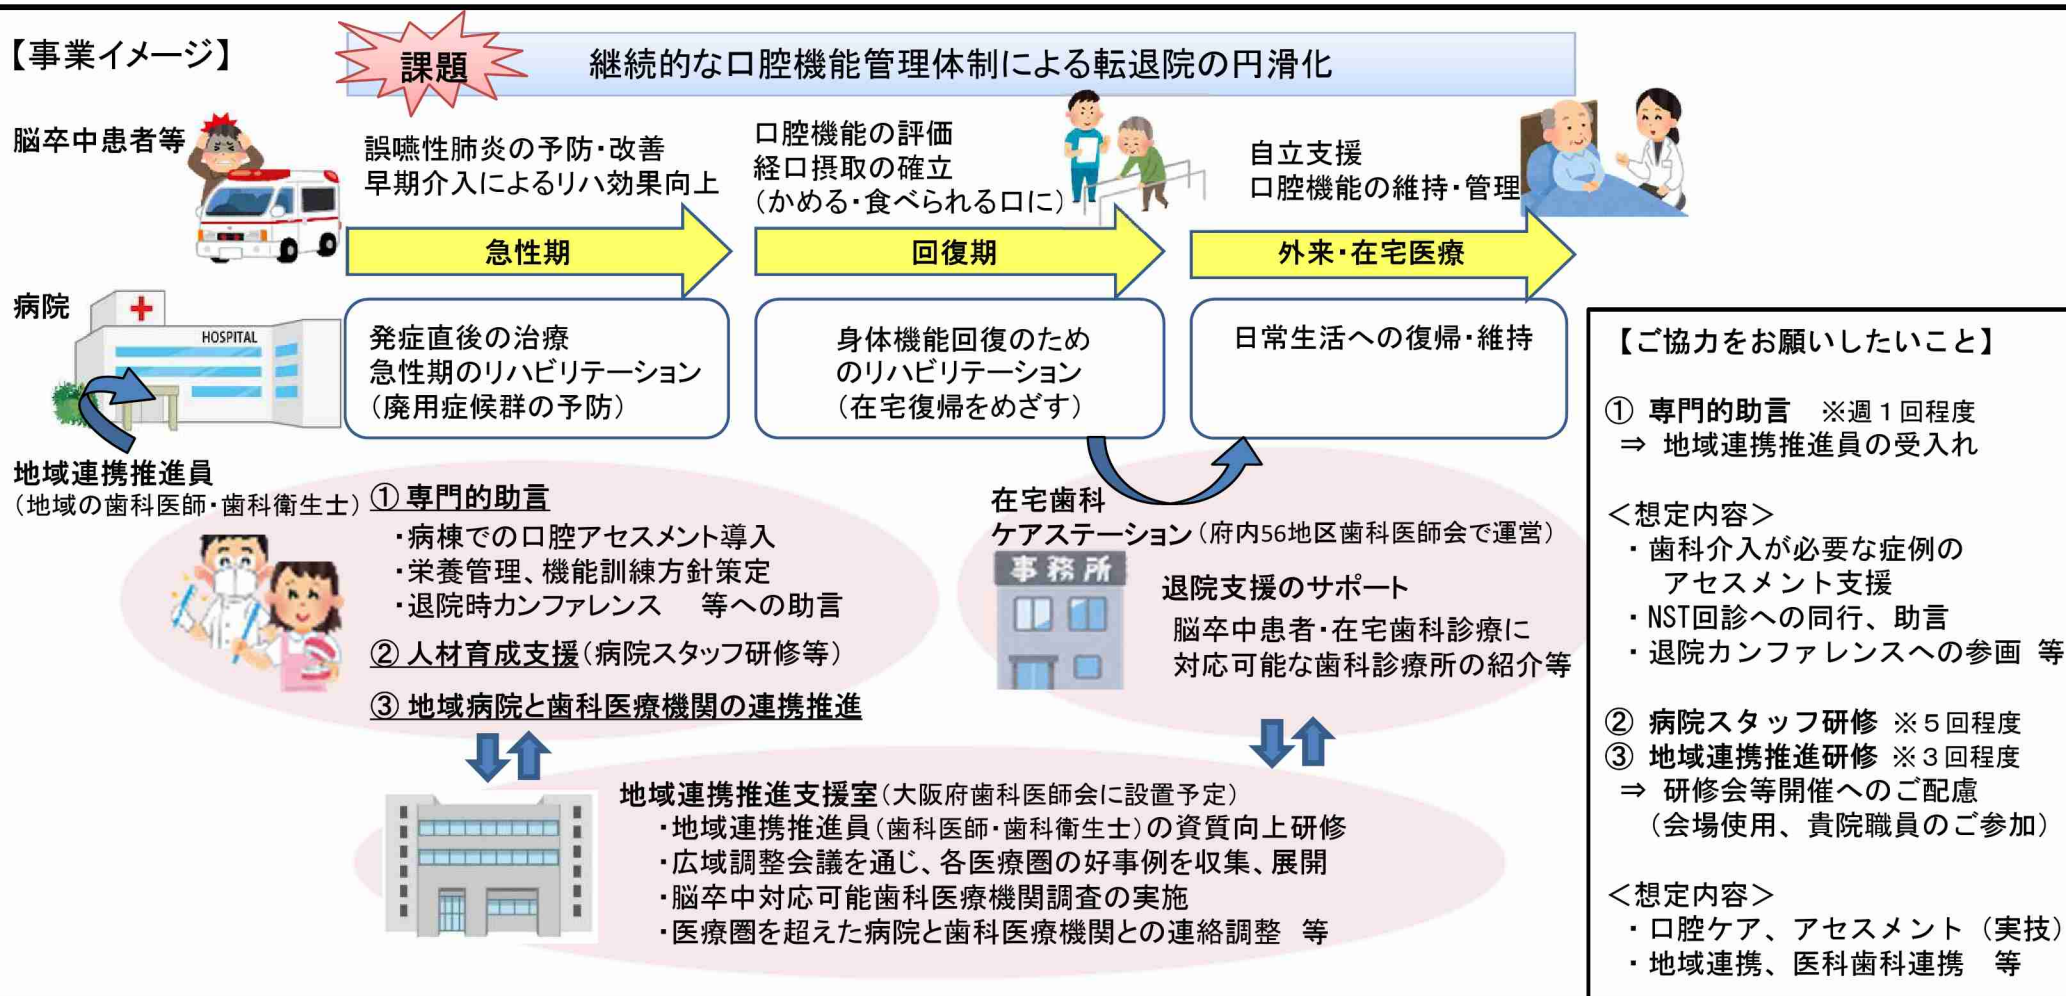 【事業イメージ】
課題
継続的な口腔機能管理体制による転退院の円滑化
脳卒中患者等
誤嚥性肺炎の予防・改善
早期介入によるリハ効果向上
口腔機能の評価
経口摂取の確立
(かめる・食べられる口に)
自立支援
口腔機能の維持・管理
急性期
回復期
外来・在宅医療
病院
HOSPITAL
発症直後の治療
急性期のリハビリテーション
(廃用症候群の予防)
身体機能回復のため
のリハビリテーション
(在宅復帰をめざす)
日常生活への復帰・維持
地域連携推進員
(地域の歯科医師・歯科衛生士)
① 専門的助言
・病棟での口腔アセスメント導入
・栄養管理、機能訓練方針策定
・退院時カンファレンス 等への助言
② 人材育成支援(病院スタッフ研修等)
③ 地域病院と歯科医療機関の連携推進
在宅歯科
ケアステーション(府内56地区歯科医師会で運営)
事務所
退院支援のサポート
脳卒中患者・在宅歯科診療に
対応可能な歯科診療所の紹介等
地域連携推進支援室(大阪府歯科医師会に設置予定)
・地域連携推進員(歯科医師・歯科衛生士)の資質向上研修
・広域調整会議を通じ、各医療圏の好事例を収集、展開
・脳卒中対応可能歯科医療機関調査の実施
・医療圏を超えた病院と歯科医療機関との連絡調整 等
【ご協力をお願いしたいこと】
① 専門的助言 ※週1回程度
⇒ 地域連携推進員の受入れ
＜想定内容＞
・歯科介入が必要な症例の
アセスメント支援
・NST回診への同行、助言
・退院カンファレンスへの参画 等
② 病院スタッフ研修 ※5回程度
③ 地域連携推進研修 ※3回程度
⇒ 研修会等開催へのご配慮
(会場使用、貴院職員のご参加)
＜想定内容＞
・口腔ケア、アセスメント（実技）
・地域連携、医科歯科連携 等